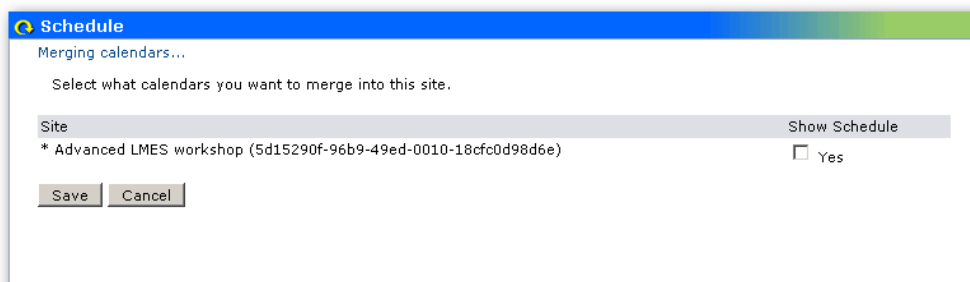 Schedule
Merging calendars...
Select what calendars you want to merge into this site.
Site Show Schedule
* Advanced LMES workshop (5d15290f-96b9-49ed-0010-18cfc0d98d6e) Yes
Save Cancel